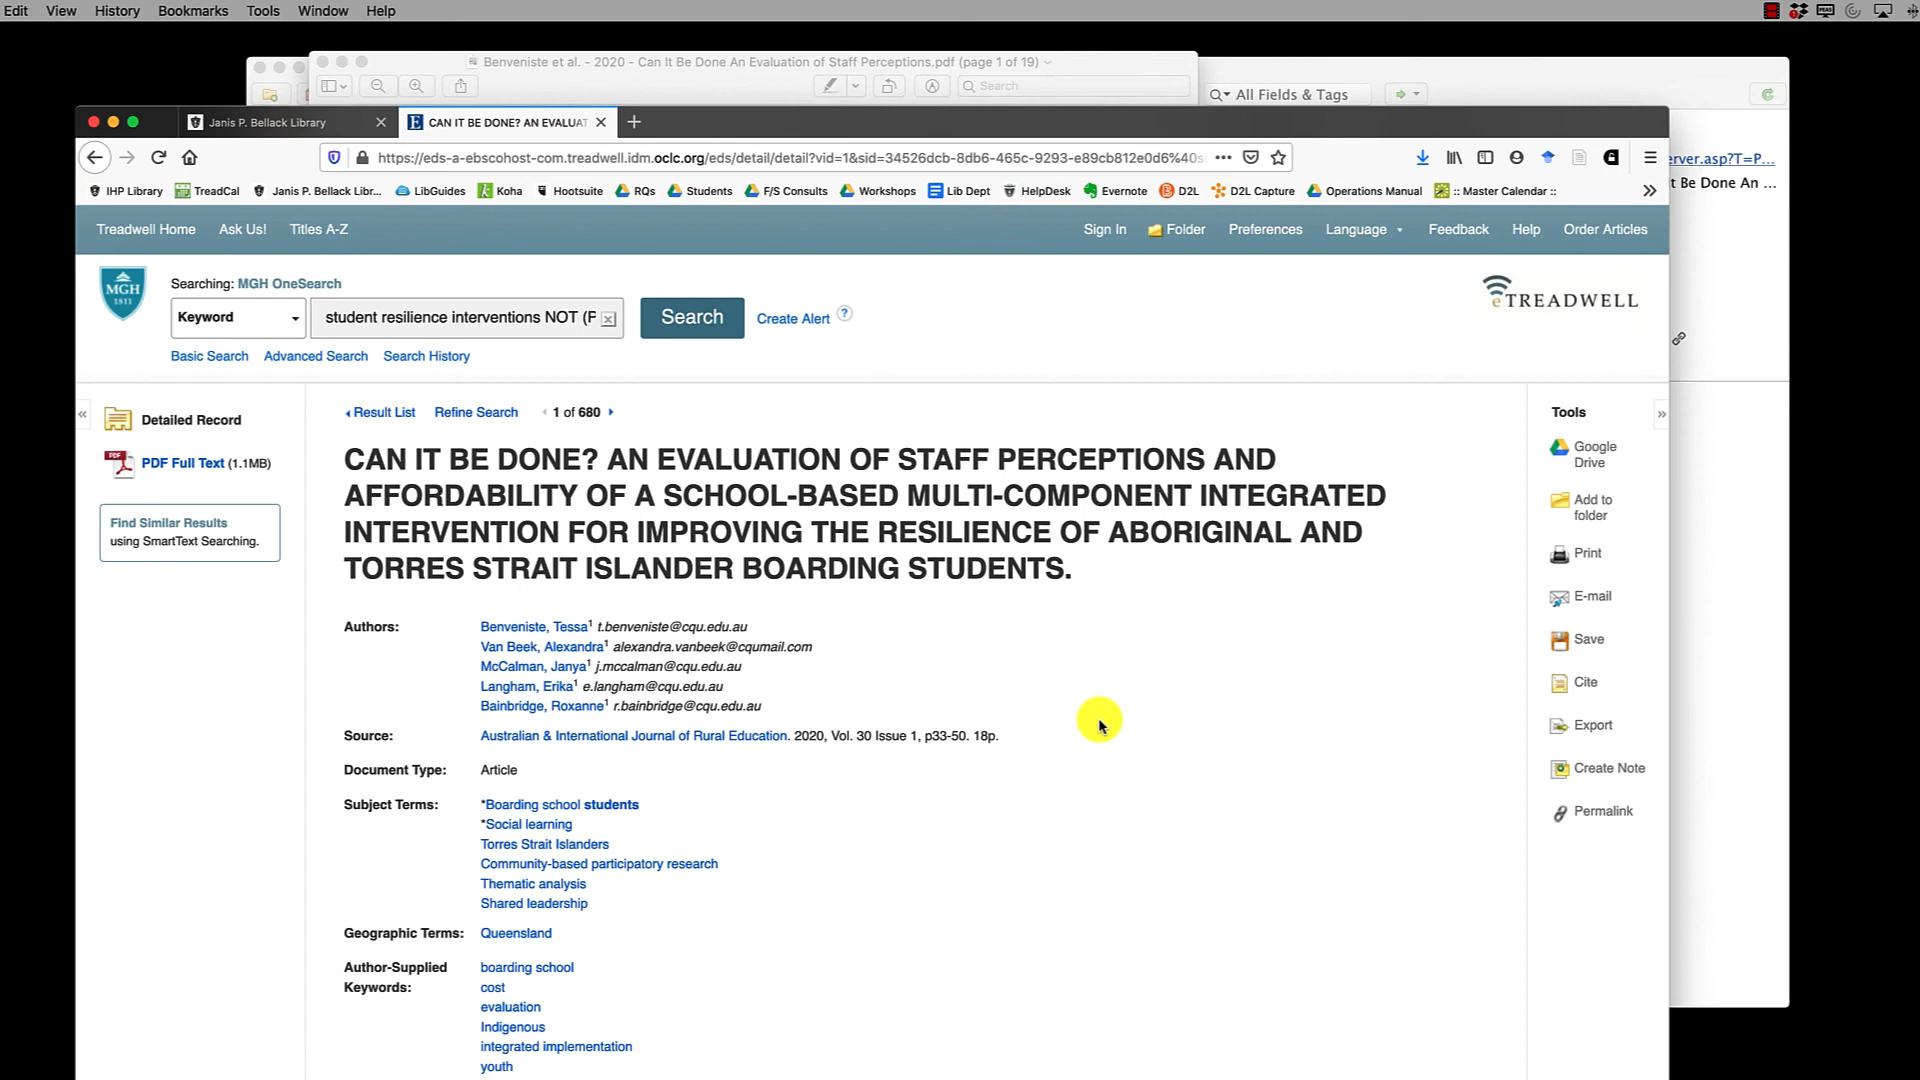 Edit View History Bookmarks Tools Window Help
Benveniste et al. - 2020 - Can It Be Done An Evaluation of Staff Perceptions.pdf (page 1 of 19)
Search
All Fields & Tags
Janis P. Bellack Library
CAN IT BE DONE? AN EVALUAT
https://eds-a-ebscohost-com.treadwell.idm.oclc.org/eds/detail/detail?vid=1&sid=34526dcb-8db6-465c-9293-e89cb812e0d6%40s
erver.asp?T=P...
t Be Done An ...
IHP Library TreadCal Janis P. Bellack Libr... LibGuides Koha Hootsuite RQs Students F/S Consults Workshops Lib Dept HelpDesk Evernote D2L D2L Capture Operations Manual :: Master Calendar ::
Treadwell Home Ask Us! Titles A-Z Sign In Folder Preferences Language Feedback Help Order Articles
MGH
1811
Searching: MGH OneSearch
eTREADWELL
Keyword student resilience interventions NOT (F Search Create Alert ?
Basic Search Advanced Search Search History
Detailed Record
PDF Full Text (1.1MB)
Find Similar Results
using SmartText Searching.
Result List Refine Search 1 of 680
CAN IT BE DONE? AN EVALUATION OF STAFF PERCEPTIONS AND
AFFORDABILITY OF A SCHOOL-BASED MULTI-COMPONENT INTEGRATED
INTERVENTION FOR IMPROVING THE RESILIENCE OF ABORIGINAL AND
TORRES STRAIT ISLANDER BOARDING STUDENTS.
Authors: Benveniste, Tessa1 t.benveniste@cqu.edu.au
Van Beek, Alexandra1 alexandra.vanbeek@cqumail.com
McCalman, Janya1 j.mccalman@cqu.edu.au
Langham, Erika1 e.langham@cqu.edu.au
Bainbridge, Roxanne1 r.bainbridge@cqu.edu.au
Source: Australian & International Journal of Rural Education. 2020, Vol. 30 Issue 1, p33-50. 18p.
Document Type: Article
Subject Terms: *Boarding school students
*Social learning
Torres Strait Islanders
Community-based participatory research
Thematic analysis
Shared leadership
Geographic Terms: Queensland
Author-Supplied Keywords: boarding school
cost
evaluation
Indigenous
integrated implementation
youth
Tools
Google
Drive
Add to
folder
Print
E-mail
Save
Cite
Export
Create Note
Permalink